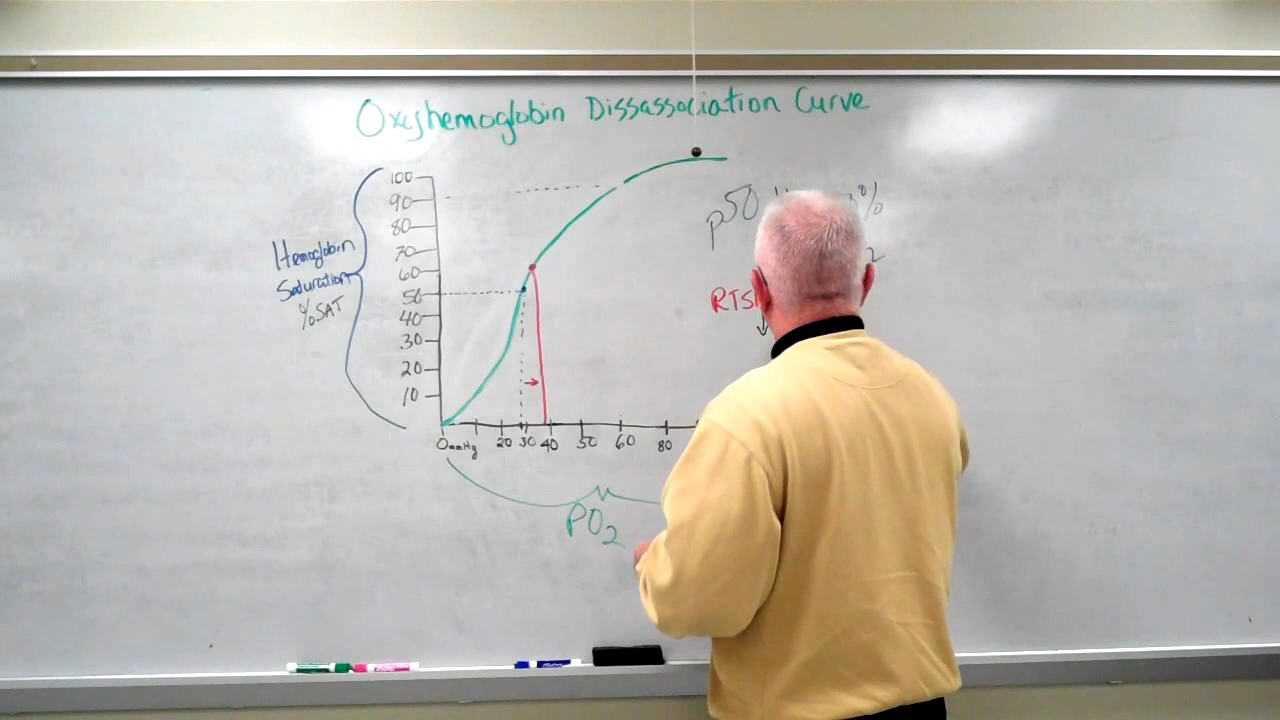 Oxyhemoglobin Dissassociation Curve
100
90
80
70
60
50
40
30
20
10
Hemoglobin
Saturation
% SAT
p50
%
2
RTS
0mmHg 20 30 40 50 60 80
PO2